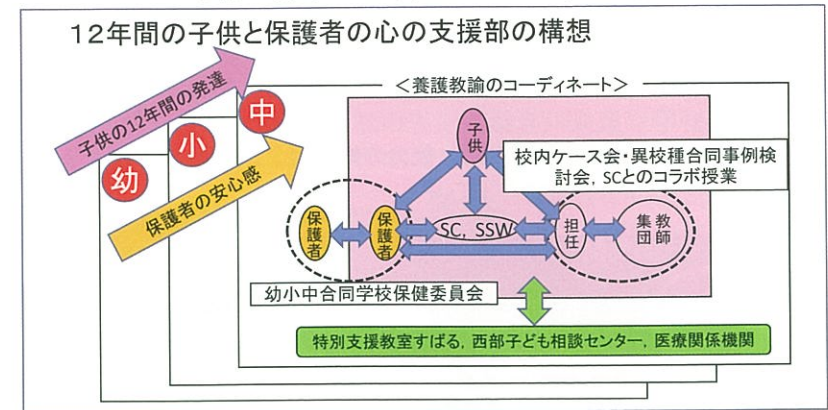 12年間の子供と保護者の心の支援部の構想
＜養護教諭のコーディネート＞
子供の12年間の発達
幼
小
中
保護者の安心感
子供
校内ケース会・異校種合同事例検
討会，SCとのコラボ授業
保護者
保護者
SC，SSW
担任
教師
集団
幼小中合同学校保健委員会
特別支援教室すばる，西部子ども相談センター，医療関係機関